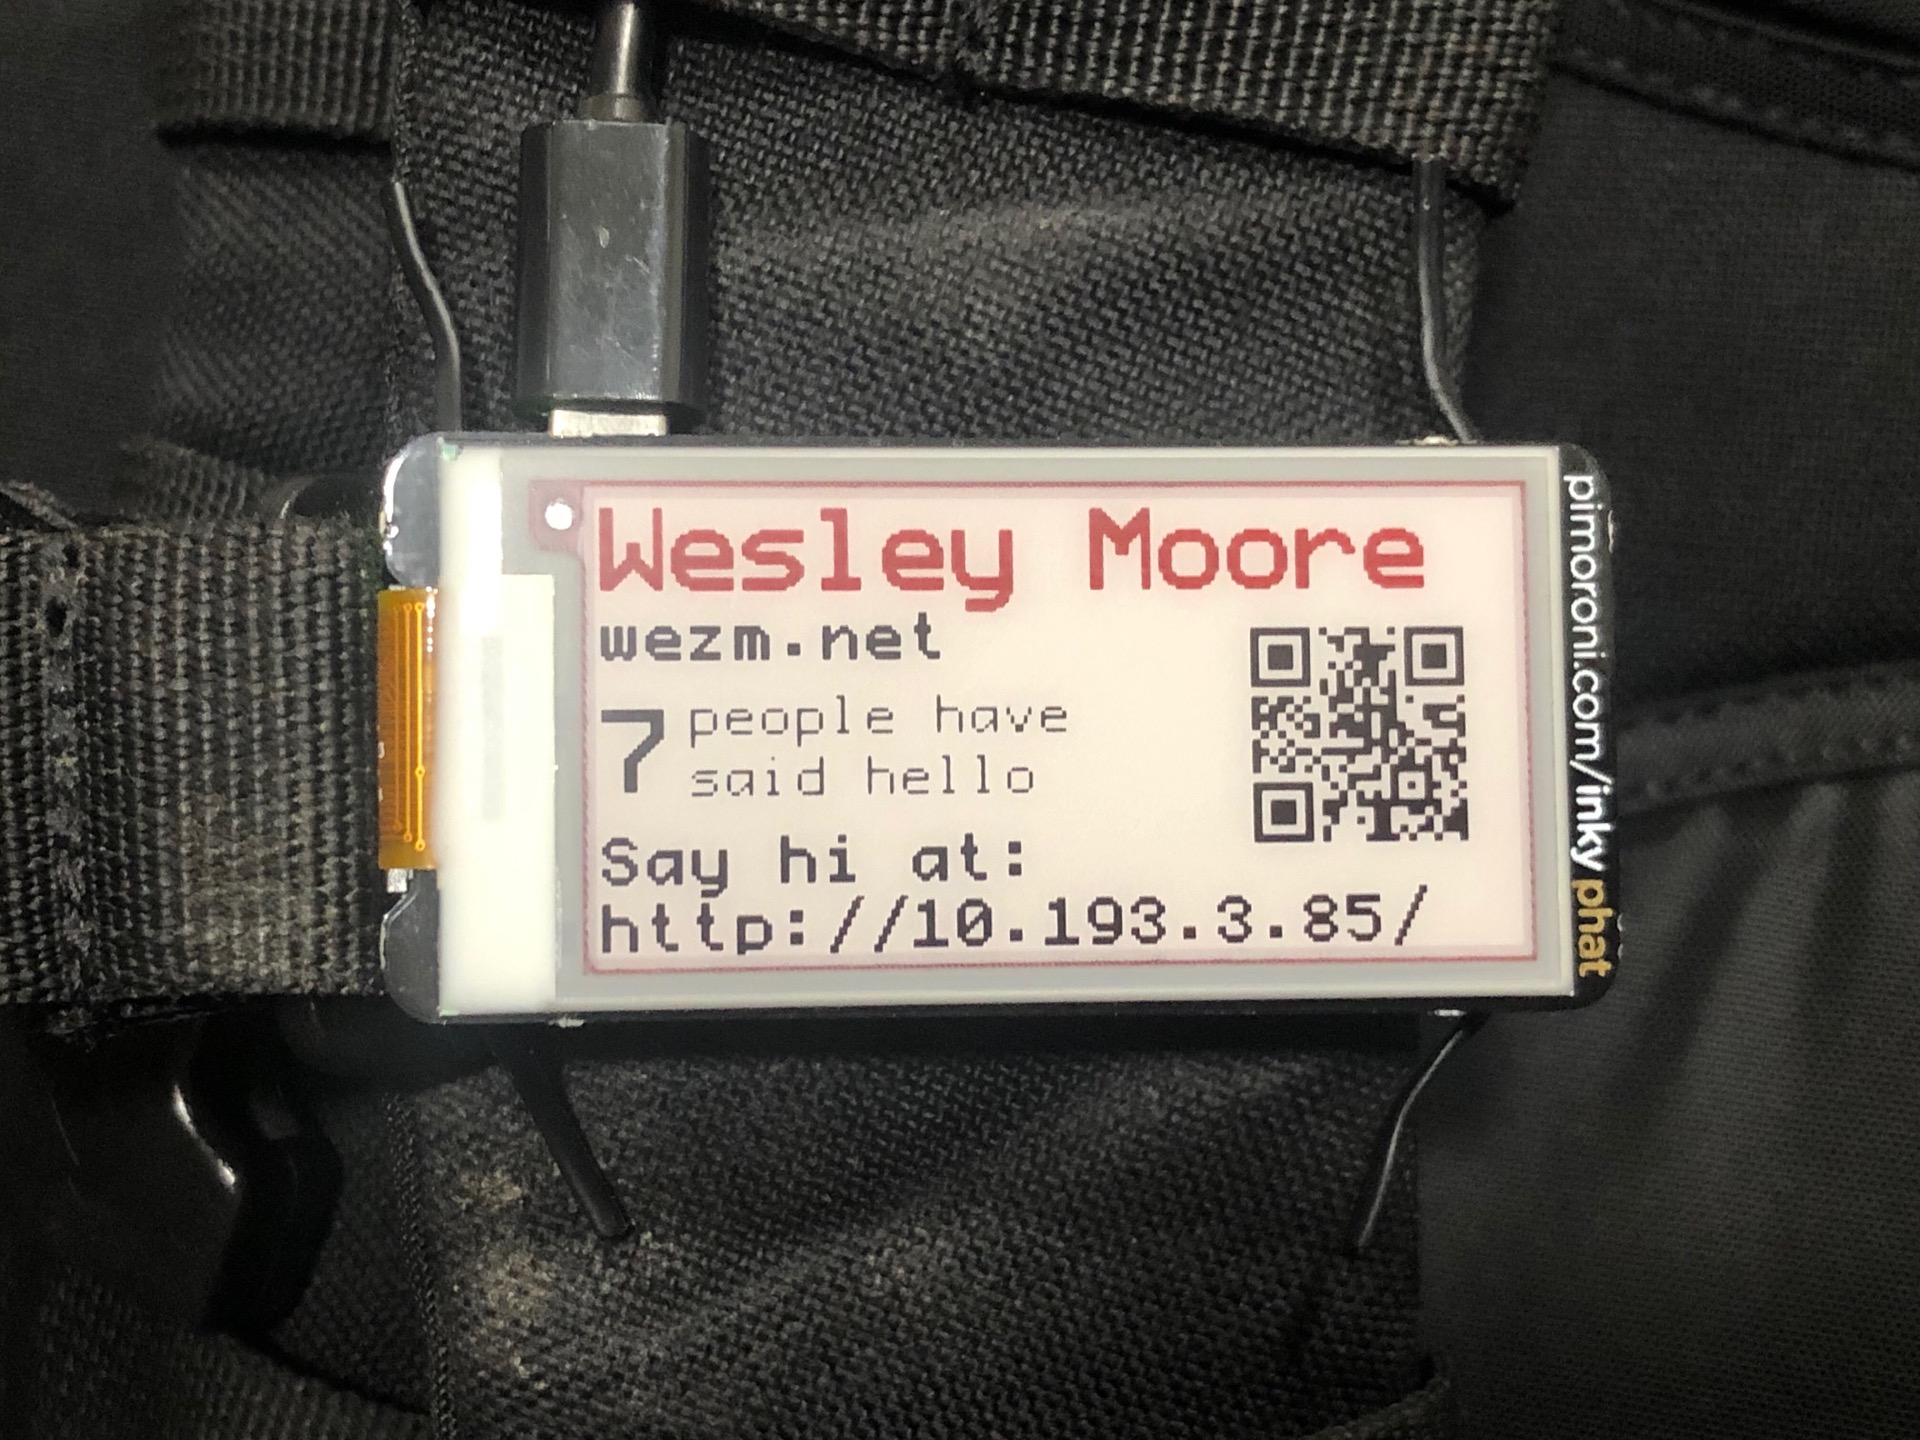 Wesley Moore
wezm.net
7 people have
said hello
Say hi at:
http://10.193.3.85/
pimoroni.com/inky phat